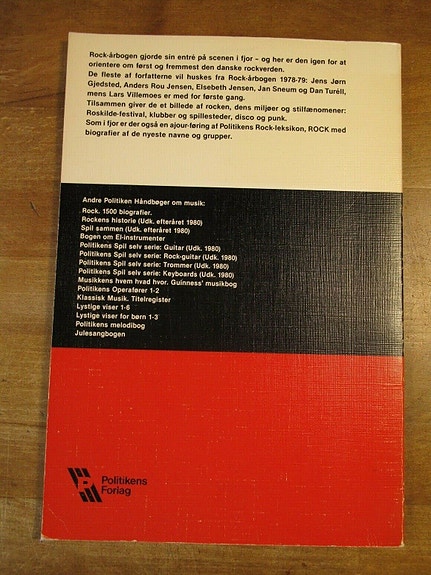 Rock-årbogen gjorde sin entré på scenen i fjor – og her er den igen for at
orientere om først og fremmest den danske rockverden.
De fleste af forfatterne vil huskes fra Rock-årbogen 1978-79: Jens Jørn
Gjedsted, Anders Rou Jensen, Elsebeth Jensen, Jan Sneum og Dan Turéll,
mens Lars Villemoes er med for første gang.
Tilsammen giver de et billede af rocken, dens miljøer og stilfænomener:
Roskilde-festival, klubber og spillesteder, disco og punk.
Som i fjor er der også en ajour-føring af Politikens Rock-leksikon, ROCK med
biografier af de nyeste navne og grupper.
Andre Politiken Håndbøger om musik:
Rock. 1500 biografier.
Rockens historie (Udk. efteråret 1980)
Spil sammen (Udk. efteråret 1980)
Bogen om El-instrumenter
Politikens Spil selv serie: Guitar (Udk. 1980)
Politikens Spil selv serie: Rock-guitar (Udk. 1980)
Politikens Spil selv serie: Trommer (Udk. 1980)
Politikens Spil selv serie: Keyboards (Udk. 1980)
Musikkens hvem hvad hvor. Guinness' musikbog
Politikens Operafører 1-2
Klassisk Musik. Titelregister
Lystige viser 1-6
Lystige viser for børn 1-3
Politikens melodibog
Julesangbogen
Politikens
Forlag